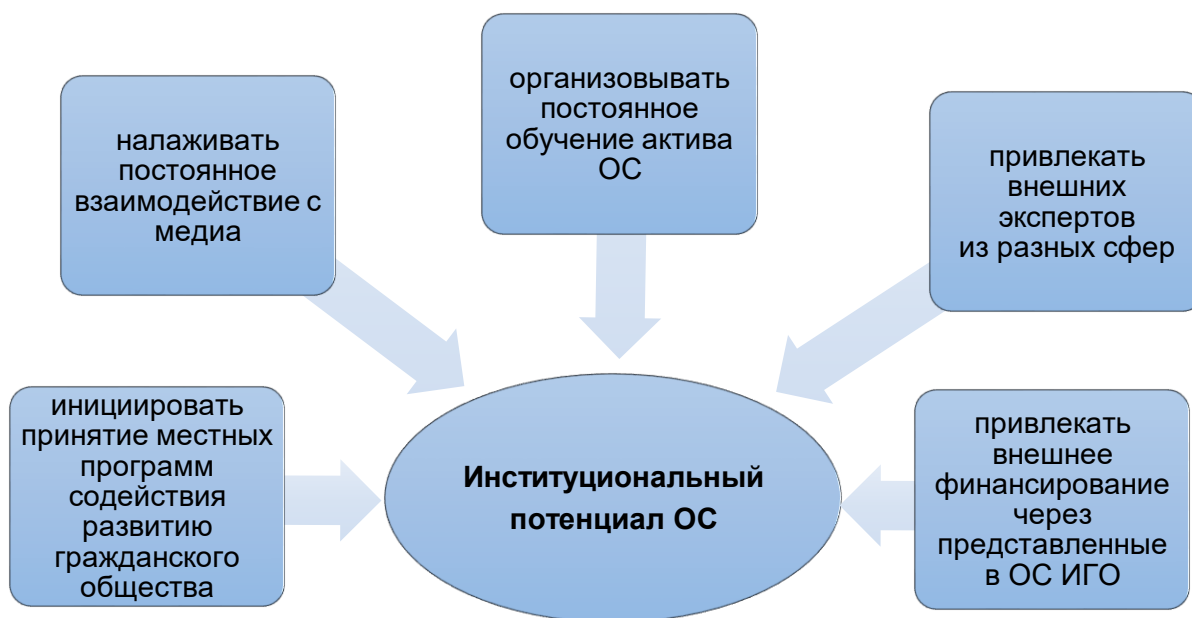 организовывать
постоянное
обучение актива
ОС
налаживать
постоянное
взаимодействие с
медиа
привлекать
внешних
экспертов
из разных сфер
инициировать
принятие местных
программ
содействия
развитию
гражданского
общества
Институциональный
потенциал ОС
привлекать
внешнее
финансирование
через
представленные
в ОС ИГО